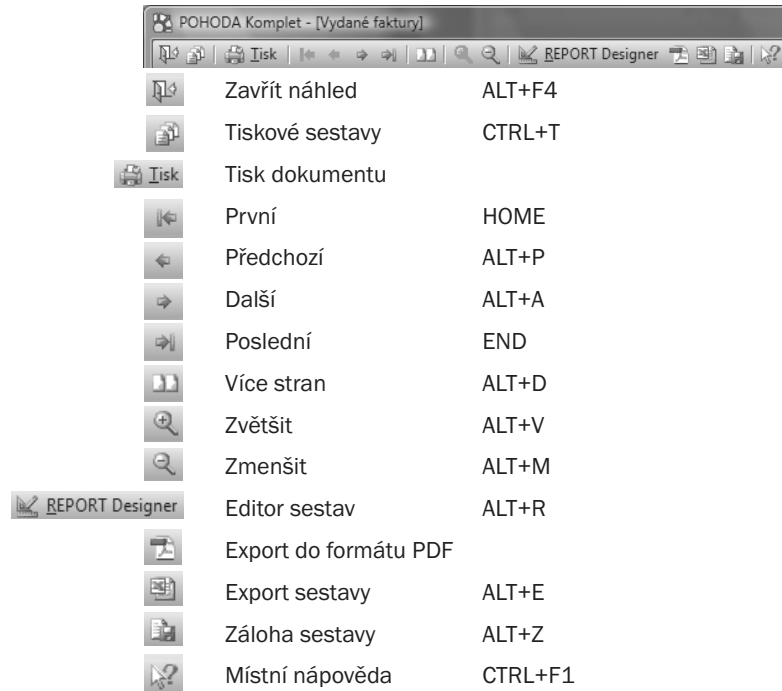 POHODA Komplet - [Vydané faktury]
Tisk REPORT Designer
Zavřít náhled ALT+F4
Tiskové sestavy CTRL+T
Tisk Tisk dokumentu
První HOME
Předchozí ALT+P
Další ALT+A
Poslední END
Více stran ALT+D
Zvětšit ALT+V
Zmenšit ALT+M
REPORT Designer Editor sestav ALT+R
Export do formátu PDF
Export sestavy ALT+E
Záloha sestavy ALT+Z
Místní nápověda CTRL+F1